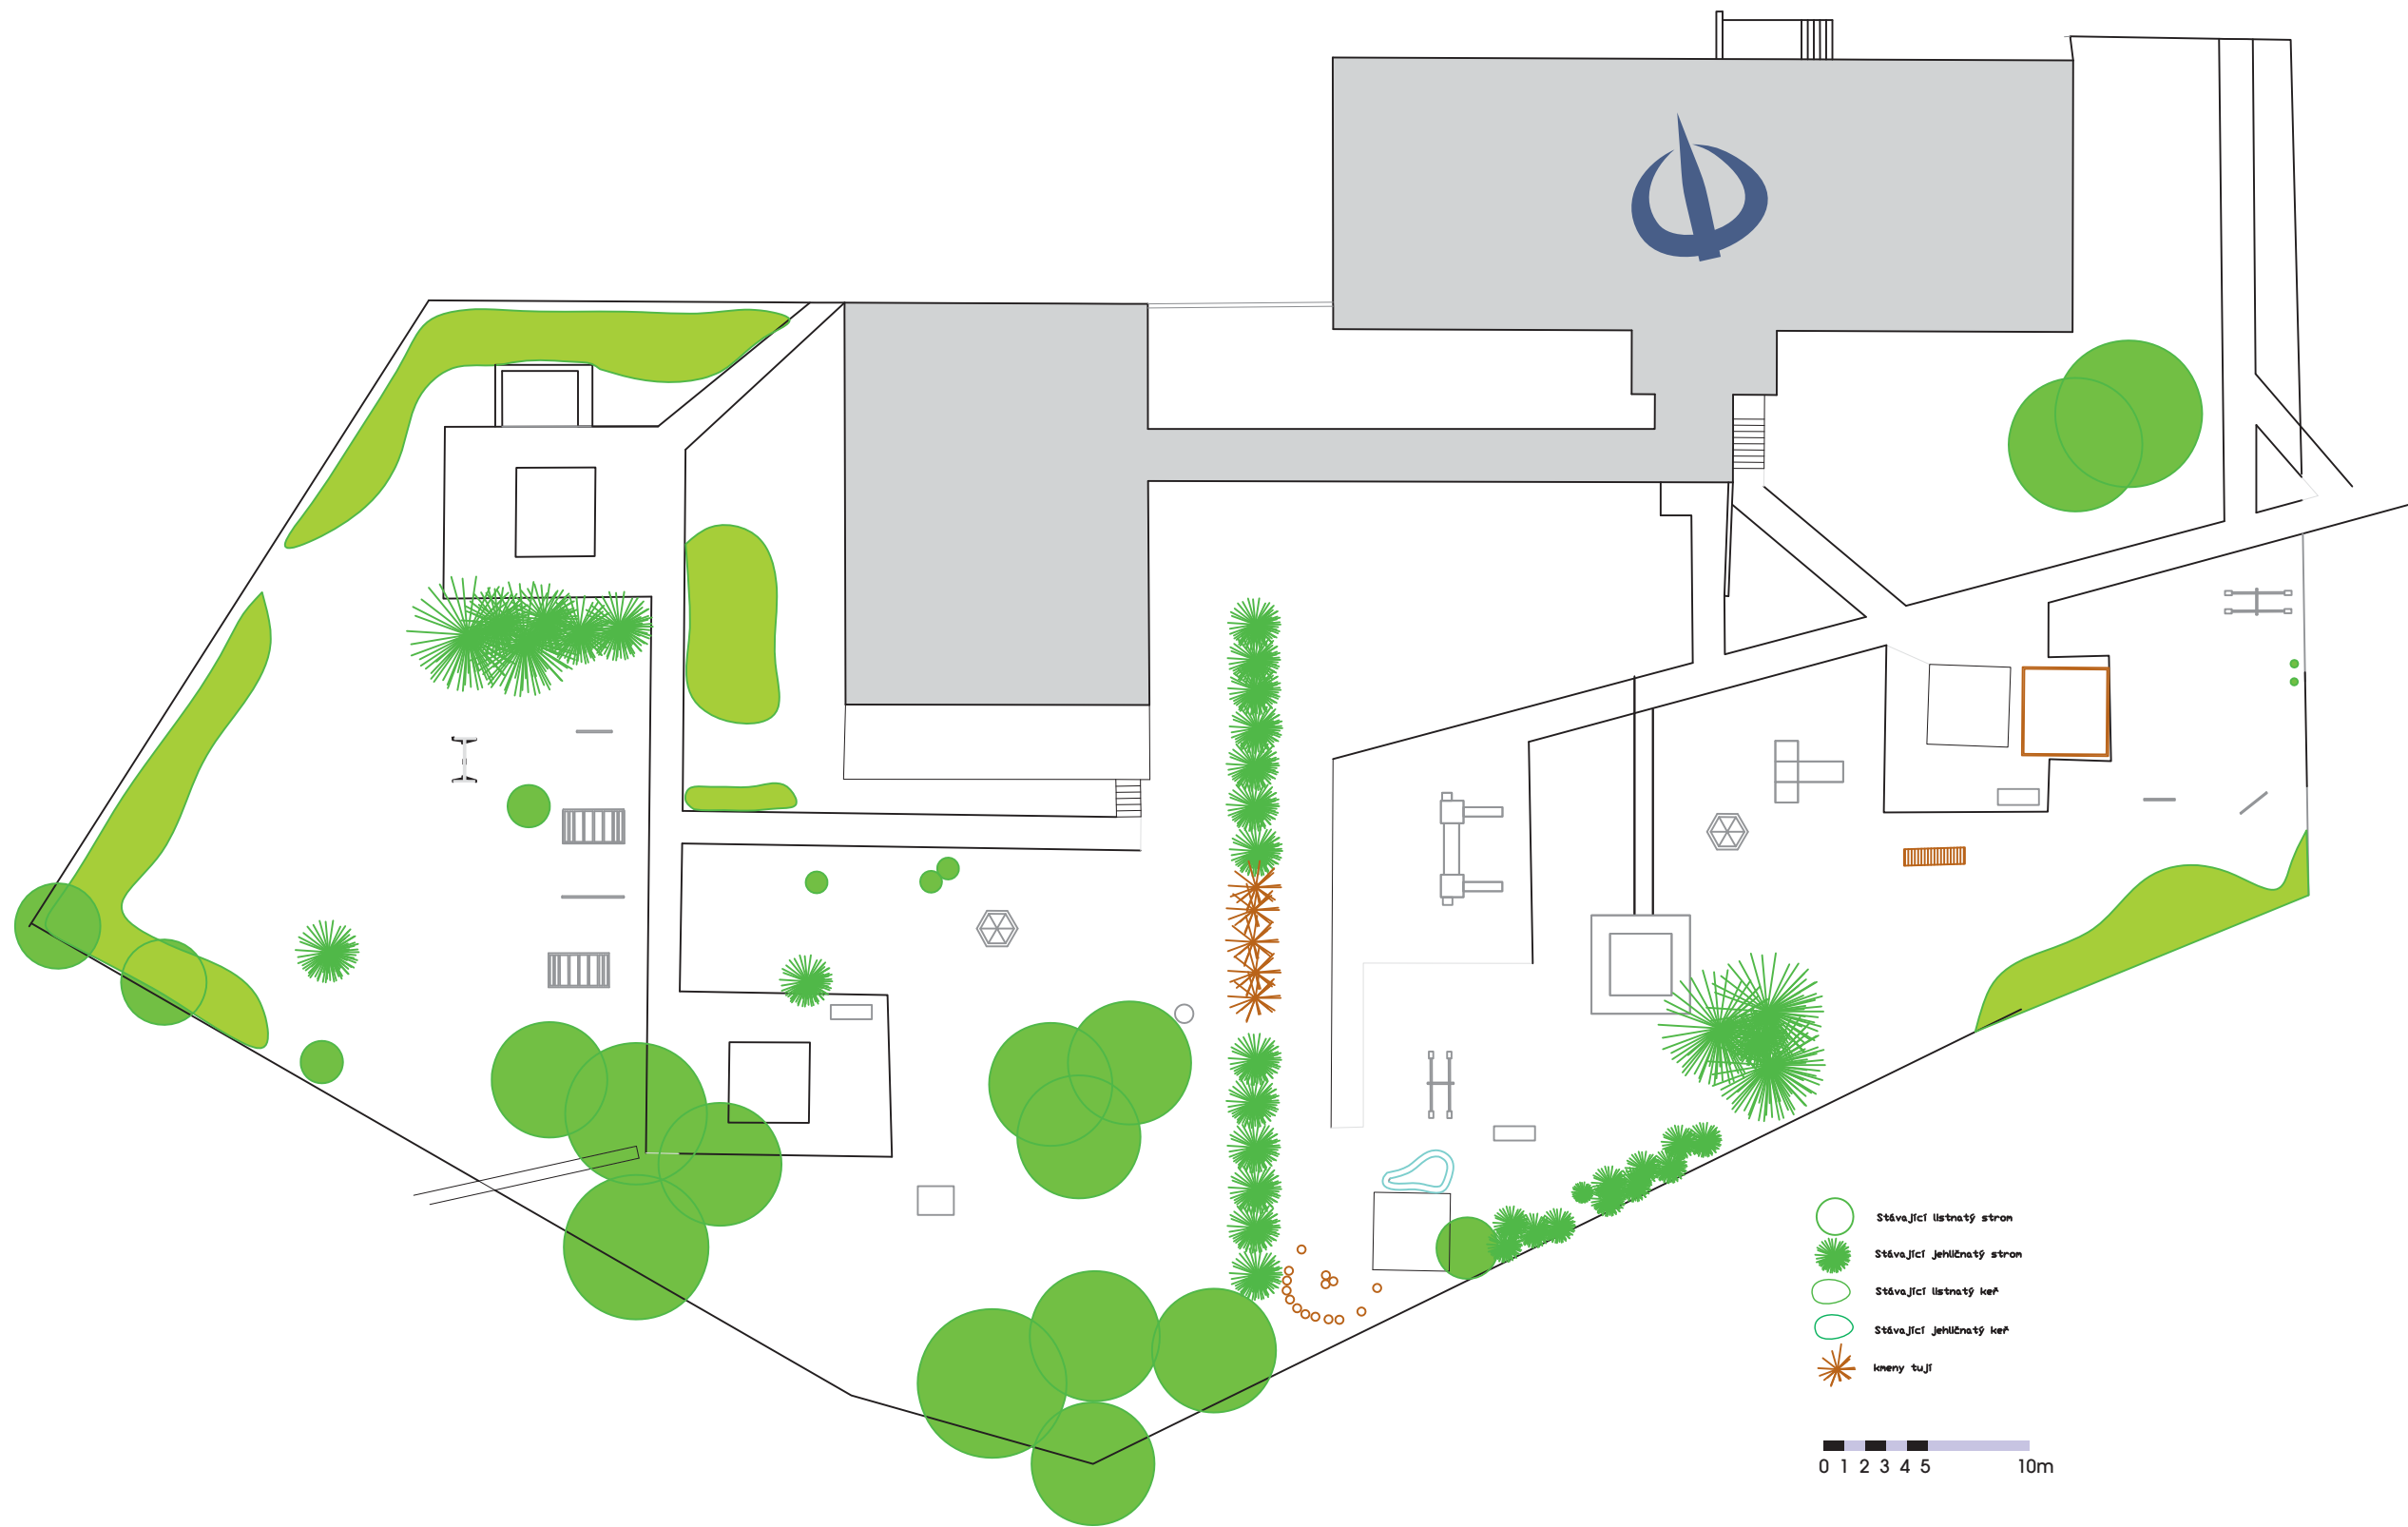 Stávající listnatý strom
Stávající jehličnatý strom
Stávající listnatý keř
Stávající jehličnatý keř
kmeny tují
0 1 2 3 4 5 10m